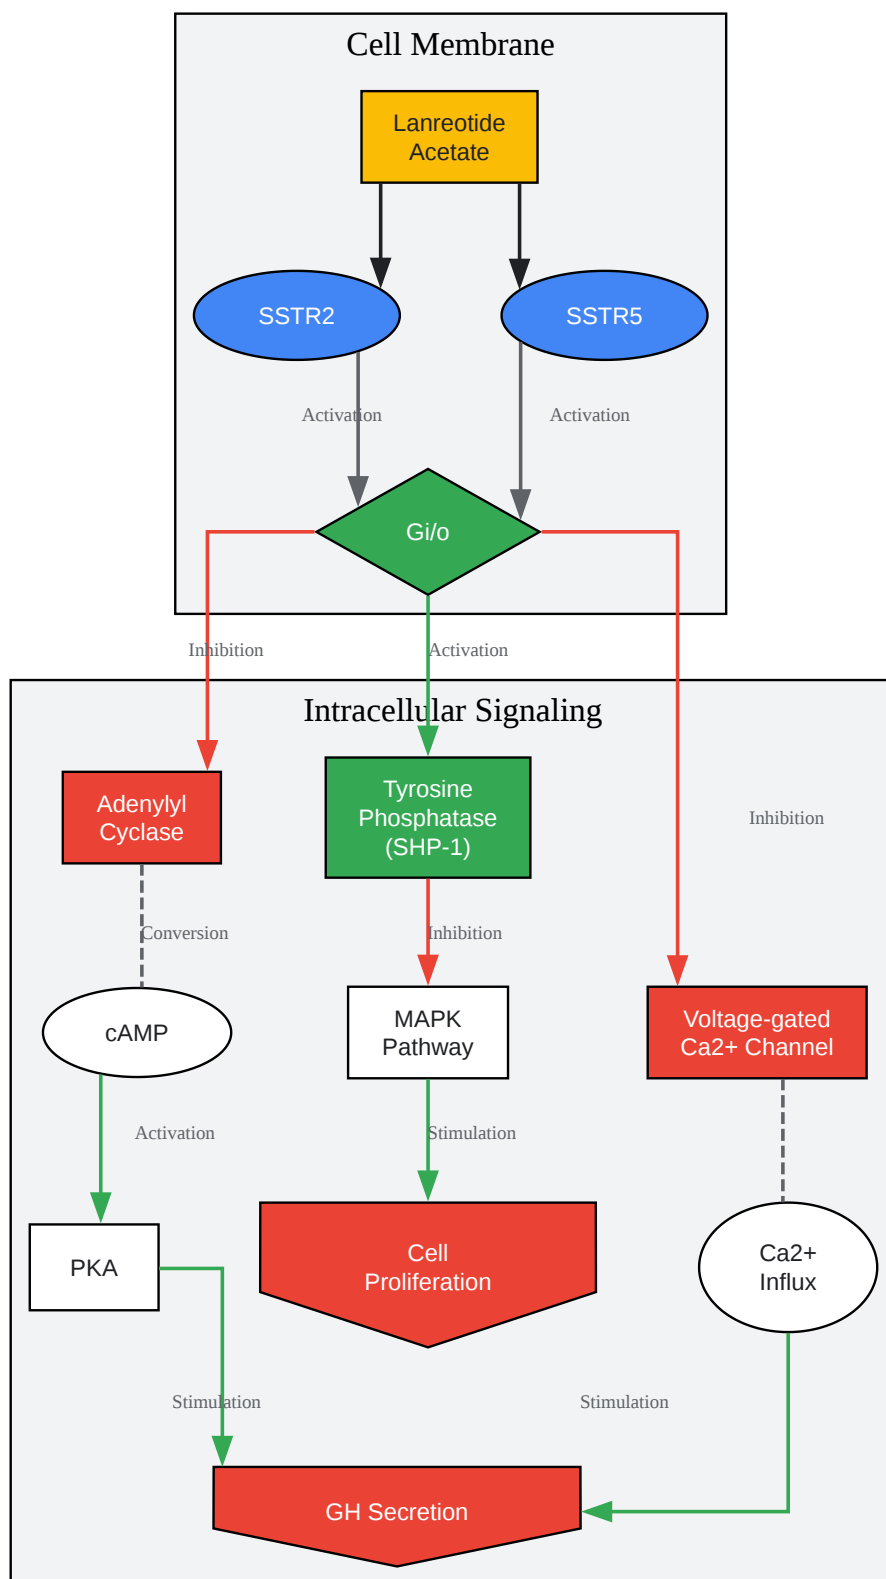 Cell Membrane
Lanreotide
Acetate
SSTR2
SSTR5
Activation
Activation
Gi/o
Inhibition
Activation
Intracellular Signaling
Adenylyl
Cyclase
Tyrosine
Phosphatase
(SHP-1)
Inhibition
Conversion
Inhibition
cAMP
MAPK
Pathway
Voltage-gated
Ca2+ Channel
Activation
Stimulation
PKA
Cell
Proliferation
Ca2+
Influx
Stimulation
Stimulation
GH Secretion